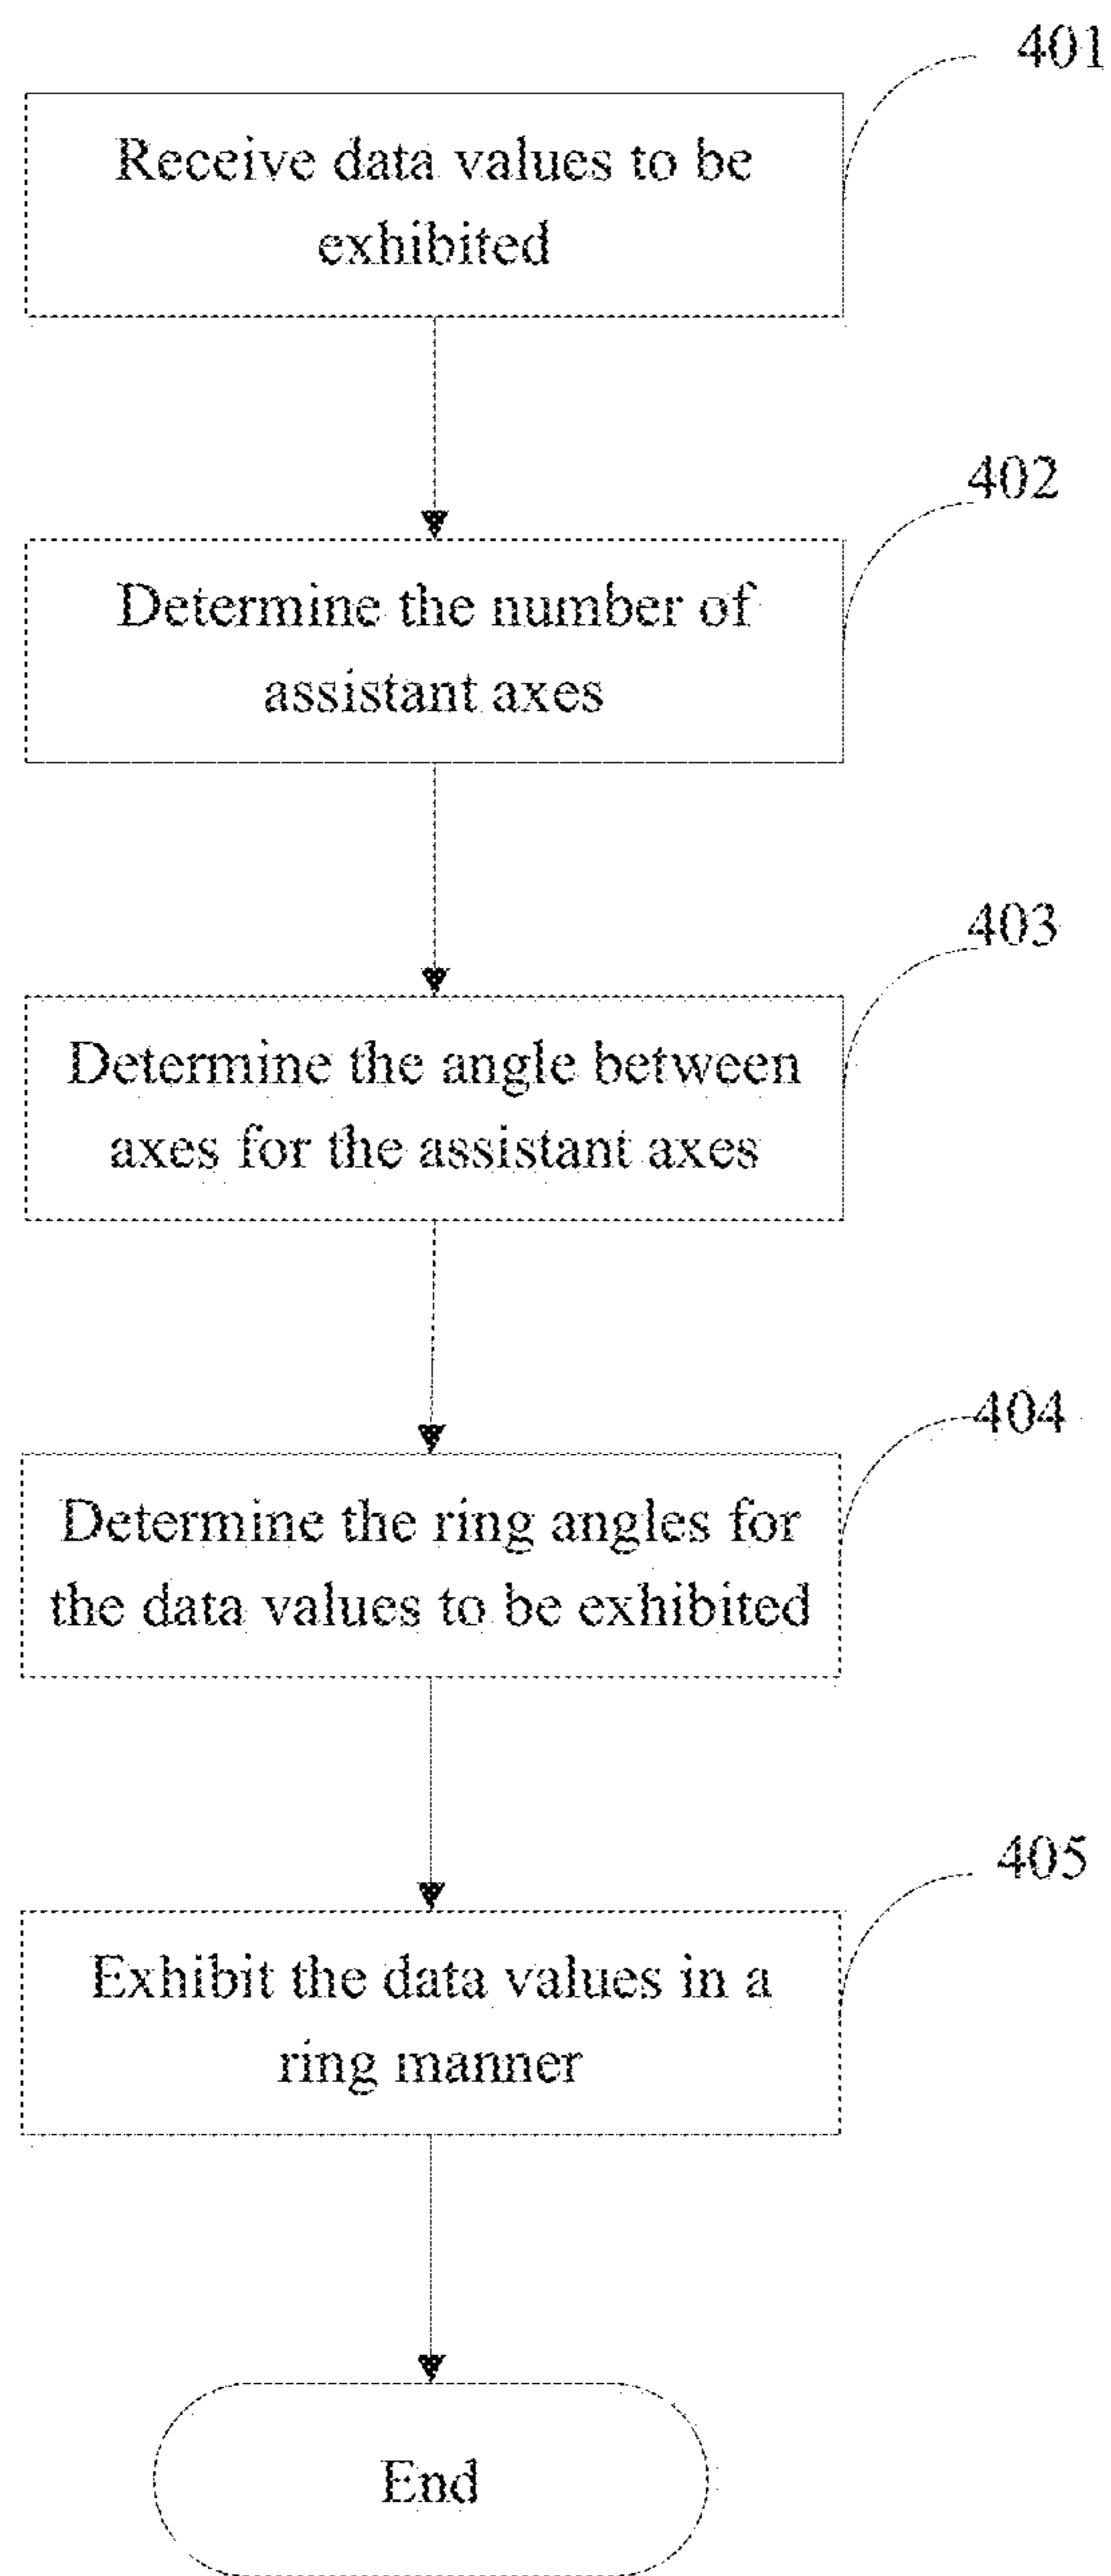 401
Receive data values to be
exhibited
402
Determine the number of
assistant axes
403
Determine the angle between
axes for the assistant axes
404
Determine the ring angles for
the data values to be exhibited
405
Exhibit the data values in a
ring manner
End